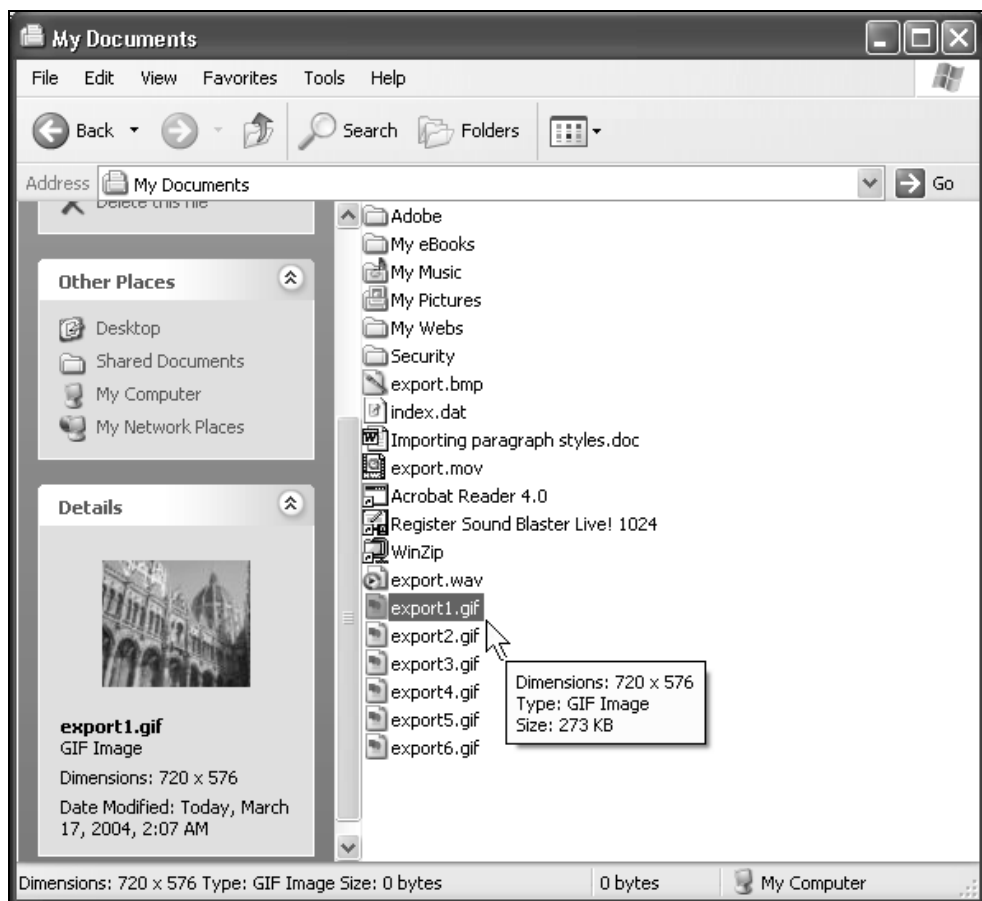 My Documents
File Edit View Favorites Tools Help
Back Search Folders
Address My Documents Go
Delete this file
Other Places
Desktop
Shared Documents
My Computer
My Network Places
Details
export1.gif
GIF Image
Dimensions: 720 x 576
Date Modified: Today, March
17, 2004, 2:07 AM
Adobe
My eBooks
My Music
My Pictures
My Webs
Security
export.bmp
index.dat
Importing paragraph styles.doc
export.mov
Acrobat Reader 4.0
Register Sound Blaster Live! 1024
WinZip
export.wav
export1.gif
export2.gif
export3.gif
export4.gif
export5.gif
export6.gif
Dimensions: 720 x 576
Type: GIF Image
Size: 273 KB
Dimensions: 720 x 576 Type: GIF Image Size: 0 bytes 0 bytes My Computer